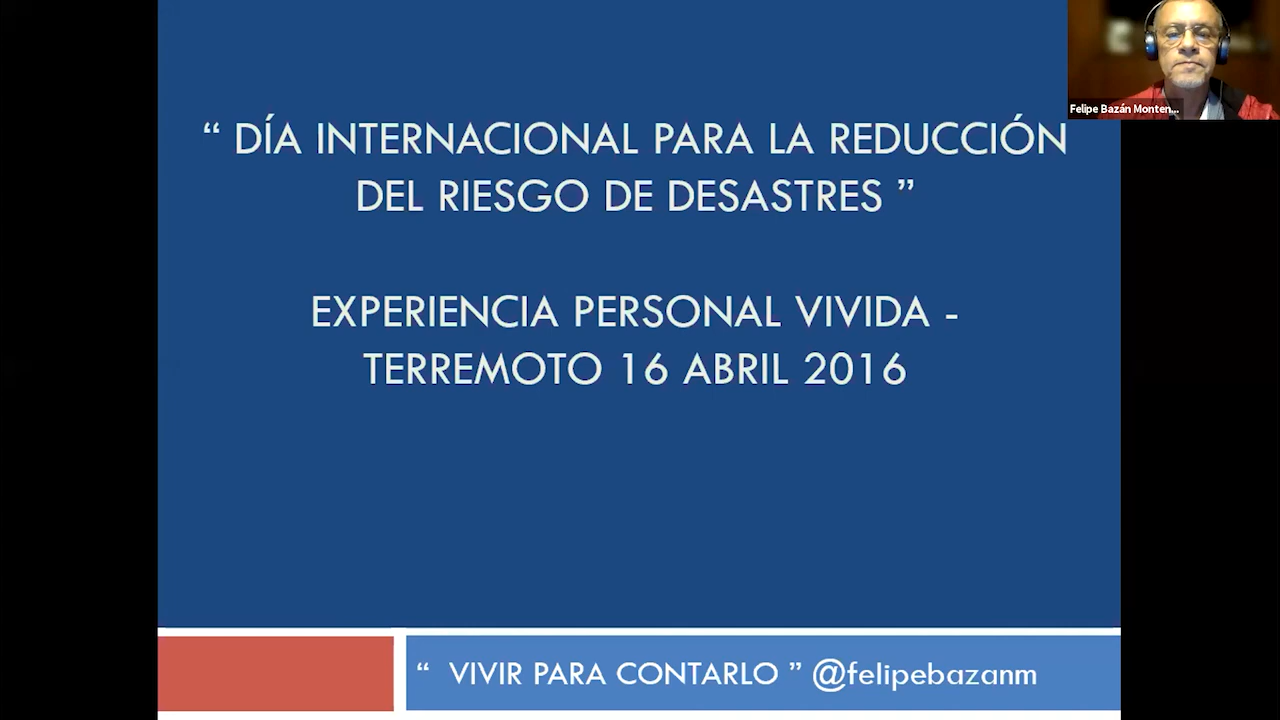 “ DÍA INTERNACIONAL PARA LA REDUCCIÓN
DEL RIESGO DE DESASTRES ”
EXPERIENCIA PERSONAL VIVIDA -
TERREMOTO 16 ABRIL 2016
“ VIVIR PARA CONTARLO ” @felipebazanm
Felipe Bazán Monten...